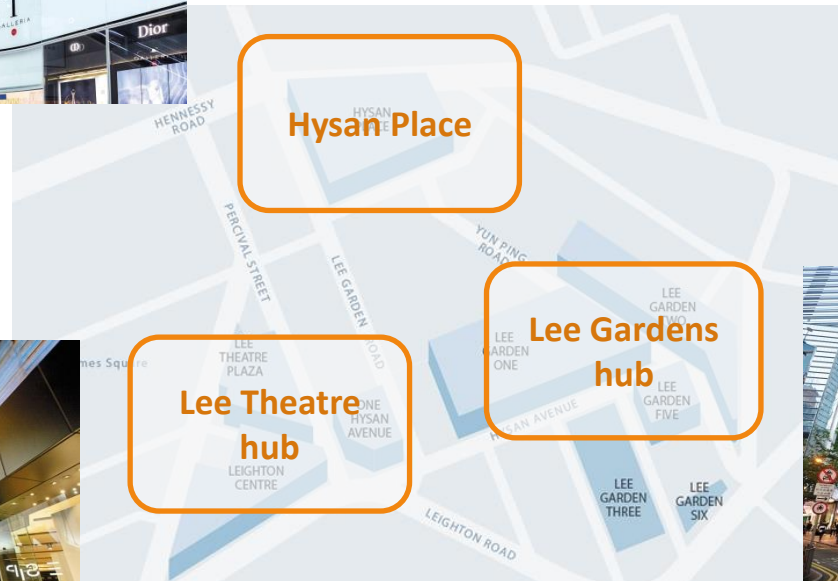 Dior
HENNESSY
ROAD
HYSAN
PLACE
Hysan Place
PERCIVAL STREET
LEE GARDEN ROAD
YUN PING
ROAD
LEE
GARDEN
TWO
LEE
GARDEN
ONE
Lee Gardens
hub
LEE
GARDEN
FIVE
HYSAN AVENUE
LEE
THEATRE
PLAZA
Square
Lee Theatre
hub
ONE
HYSAN
AVENUE
LEIGHTON
CENTRE
LEE
GARDEN
THREE
LEE
GARDEN
SIX
LEIGHTON ROAD